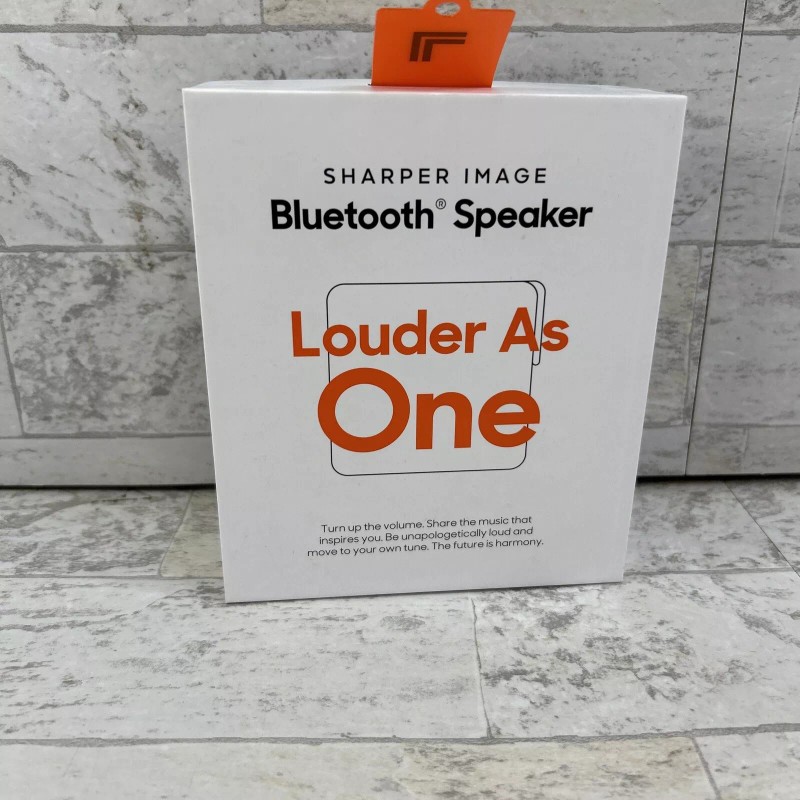 SHARPER IMAGE
Bluetooth® Speaker
Louder As
One
Turn up the volume. Share the music that
inspires you. Be unapologetically loud and
move to your own tune. The future is harmony.